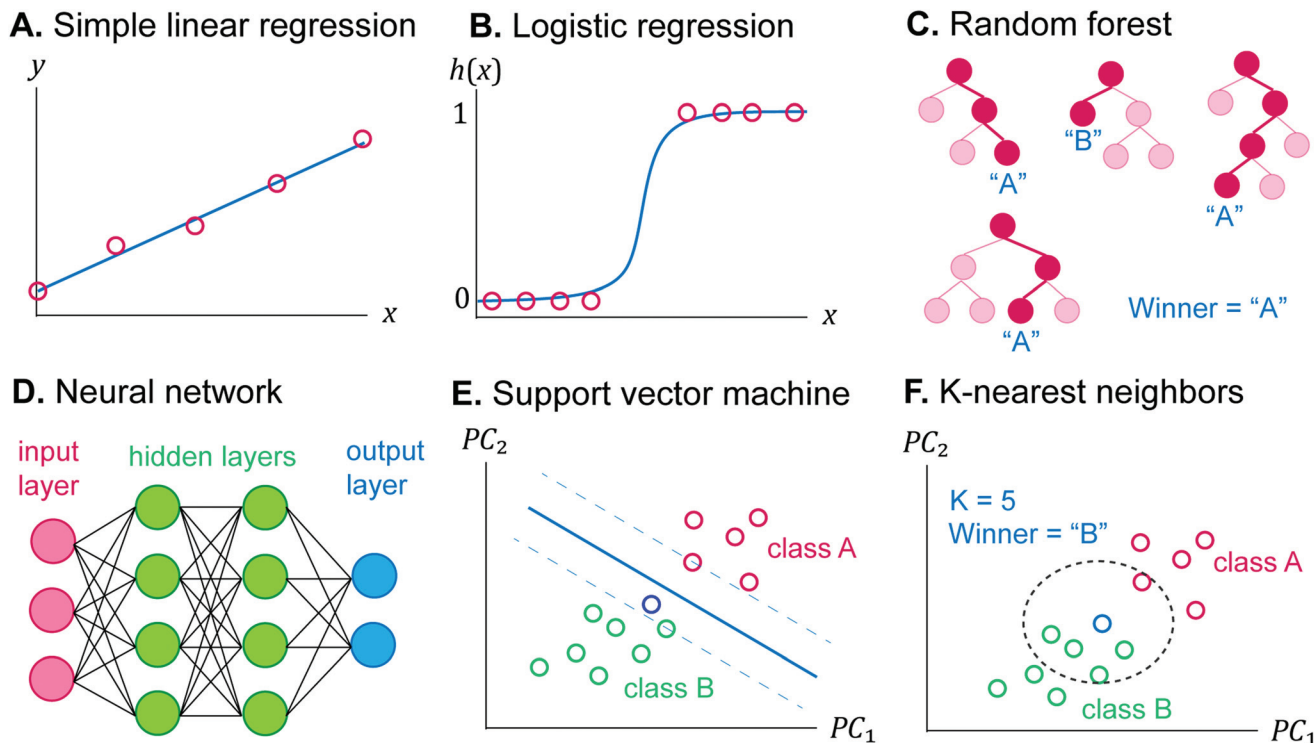 A. Simple linear regression
y
x
B. Logistic regression
h(x)
1
0
x
C. Random forest
“A”
“B”
“A”
“A”
Winner = “A”
D. Neural network
input
layer
hidden layers
output
layer
E. Support vector machine
PC₂
class A
class B
PC₁
F. K-nearest neighbors
PC₂
K = 5
Winner = “B”
class A
class B
PC₁